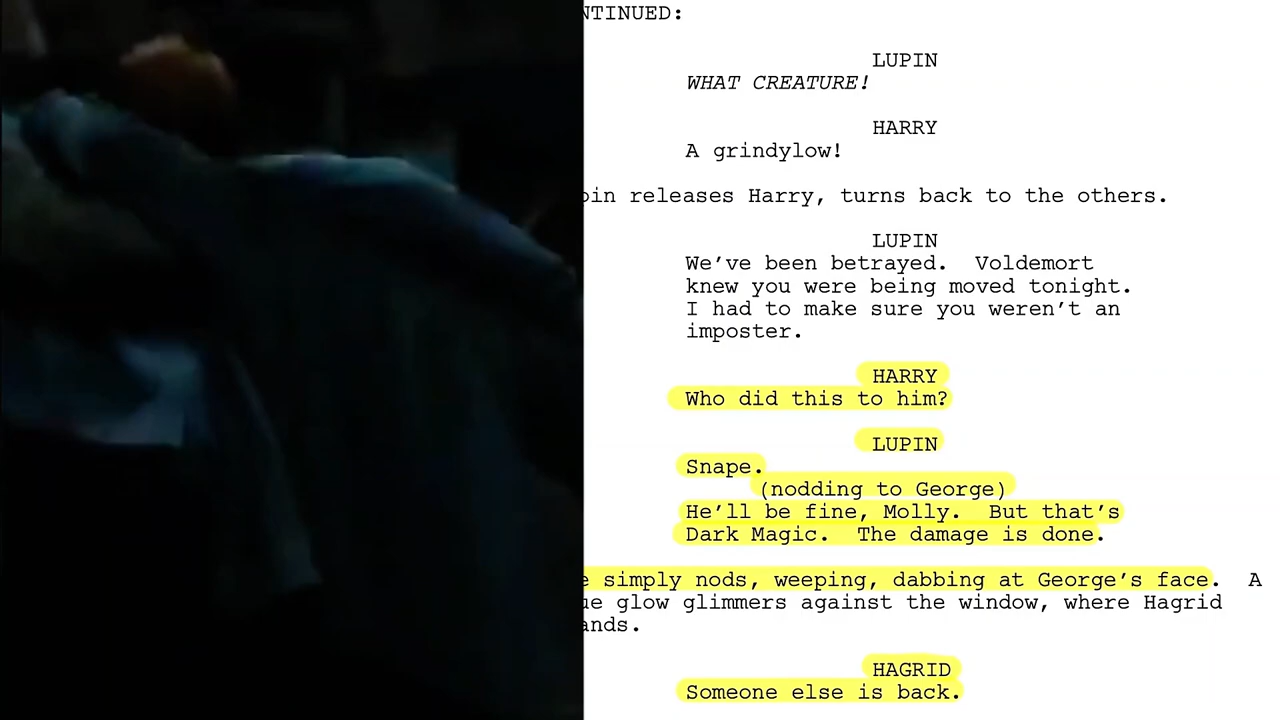 NTINUED:
LUPIN
WHAT CREATURE!
HARRY
A grindylow!
pin releases Harry, turns back to the others.
LUPIN
We've been betrayed. Voldemort
knew you were being moved tonight.
I had to make sure you weren't an
imposter.
HARRY
Who did this to him?
LUPIN
Snape.
(nodding to George)
He'll be fine, Molly. But that's
Dark Magic. The damage is done.
e simply nods, weeping, dabbing at George's face. A
ue glow glimmers against the window, where Hagrid
ands.
HAGRID
Someone else is back.